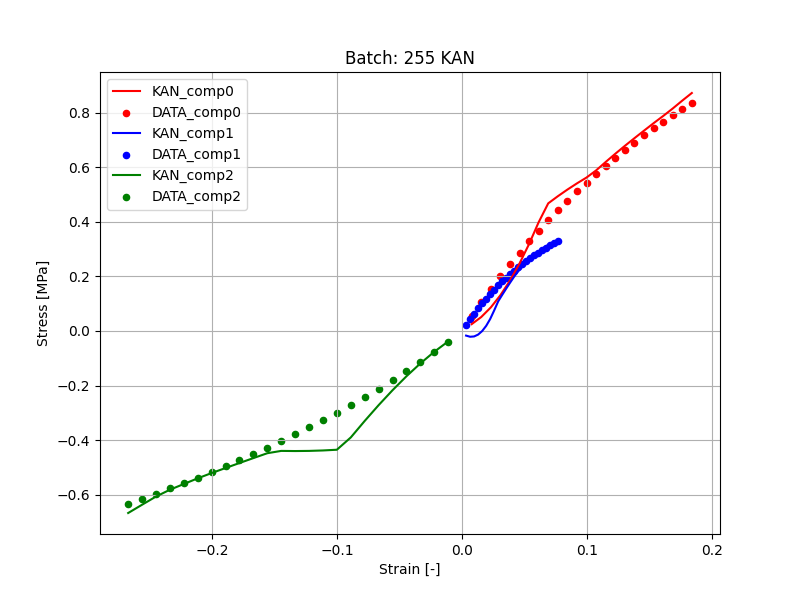 Batch: 255 KAN
KAN_comp0
DATA_comp0
KAN_comp1
DATA_comp1
KAN_comp2
DATA_comp2
Stress [MPa]
0.8
0.6
0.4
0.2
0.0
−0.2
−0.4
−0.6
−0.2
−0.1
0.0
0.1
0.2
Strain [-]